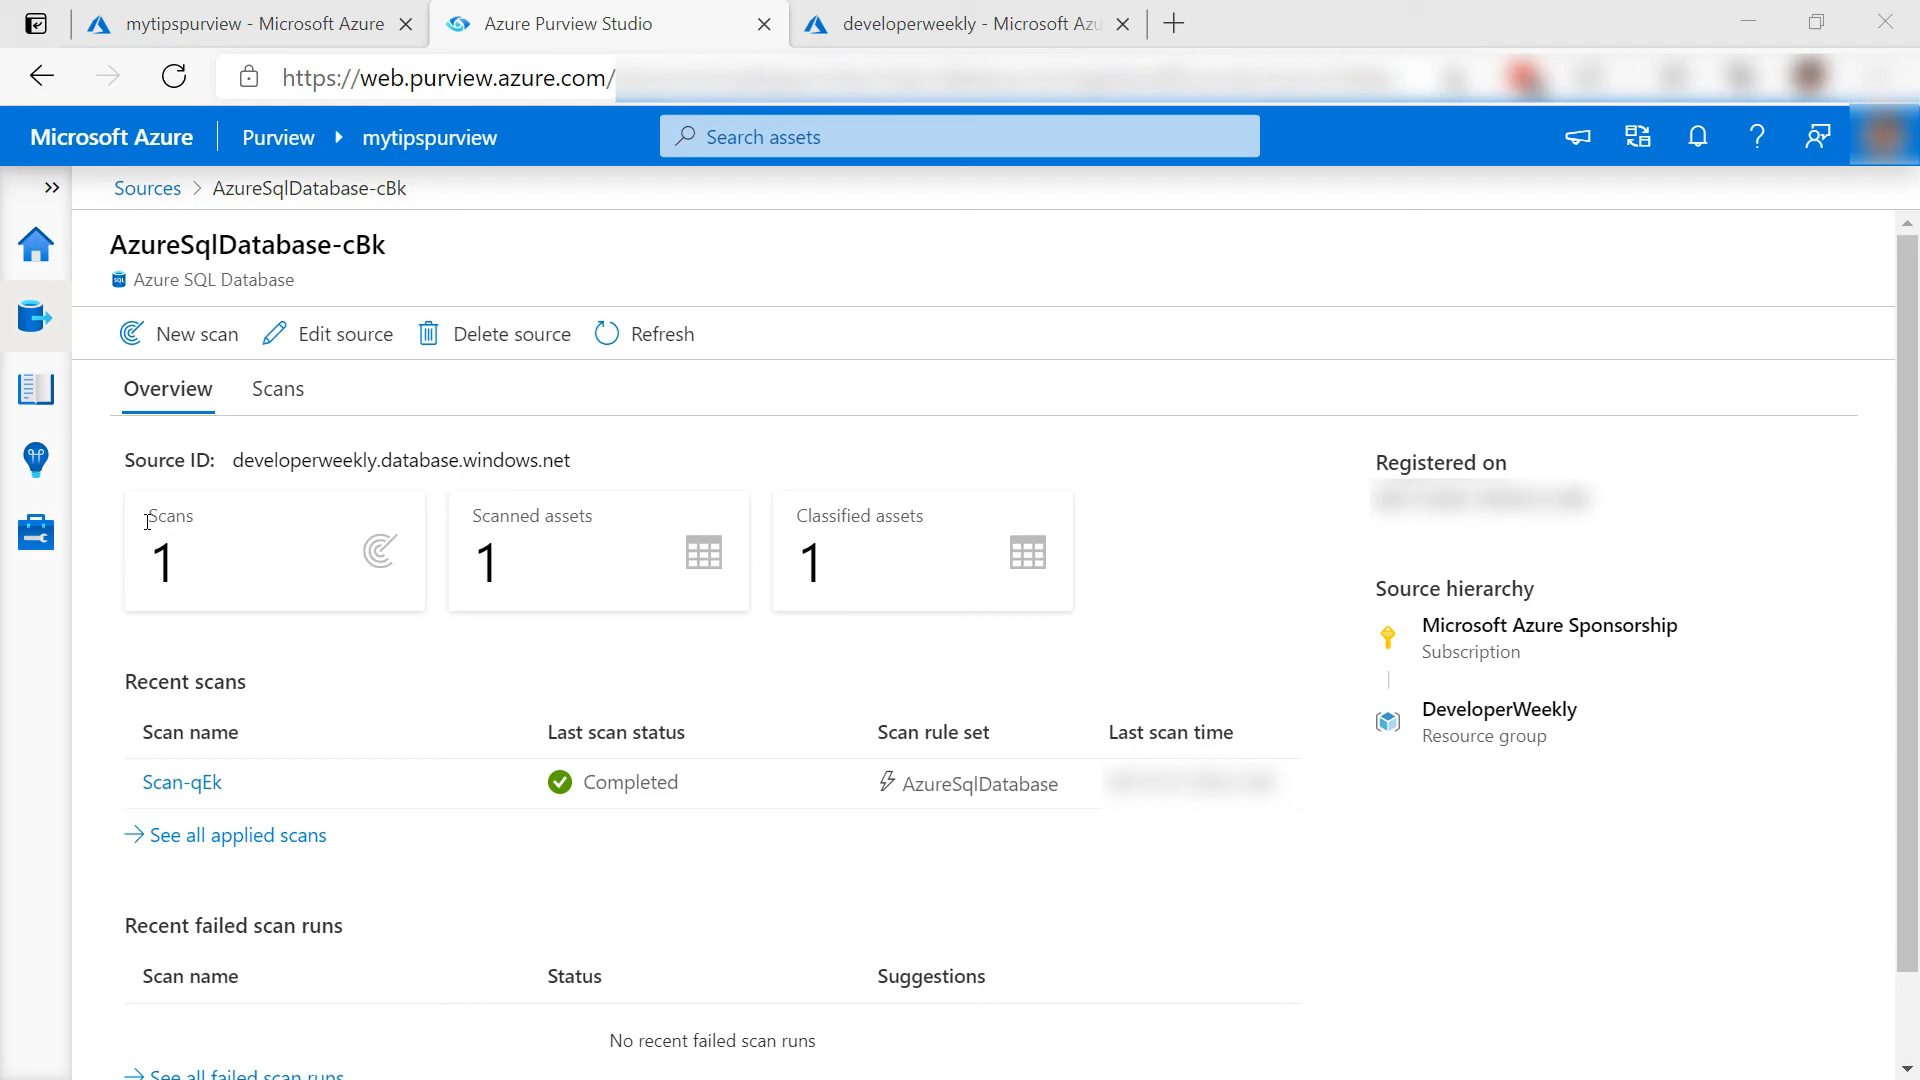 mytipspurview - Microsoft Azure
Azure Purview Studio
developerweekly - Microsoft Azu
https://web.purview.azure.com/
Microsoft Azure
Purview
mytipspurview
Search assets
Sources > AzureSqlDatabase-cBk
AzureSqlDatabase-cBk
SQL
Azure SQL Database
New scan
Edit source
Delete source
Refresh
Overview
Scans
Source ID: developerweekly.database.windows.net
Scans
1
Scanned assets
1
Classified assets
1
Registered on
Source hierarchy
Microsoft Azure Sponsorship
Subscription
DeveloperWeekly
Resource group
Recent scans
Scan name
Last scan status
Scan rule set
Last scan time
Scan-qEk
Completed
AzureSqlDatabase
See all applied scans
Recent failed scan runs
Scan name
Status
Suggestions
No recent failed scan runs
See all failed scan runs